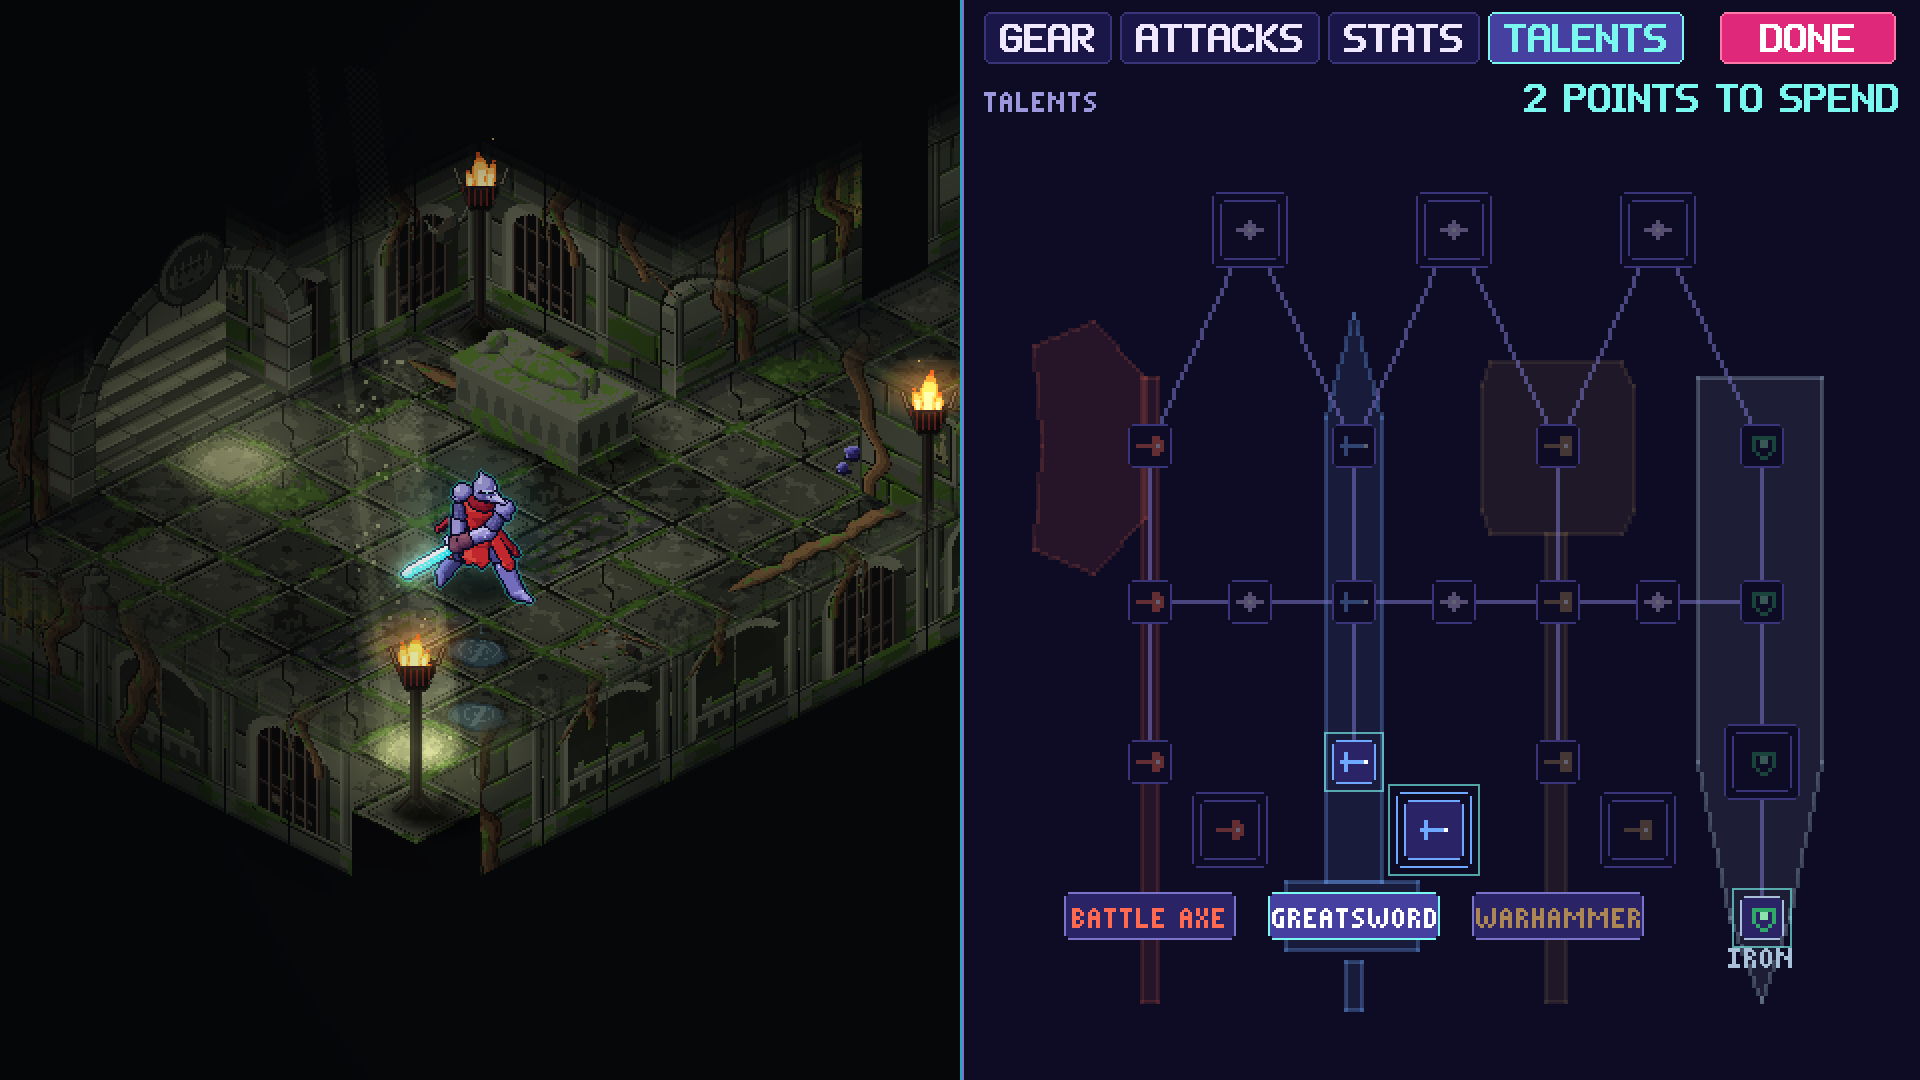 GEAR ATTACKS STATS TALENTS DONE
TALENTS 2 POINTS TO SPEND
BATTLE AXE GREATSWORD WARHAMMER
IRON